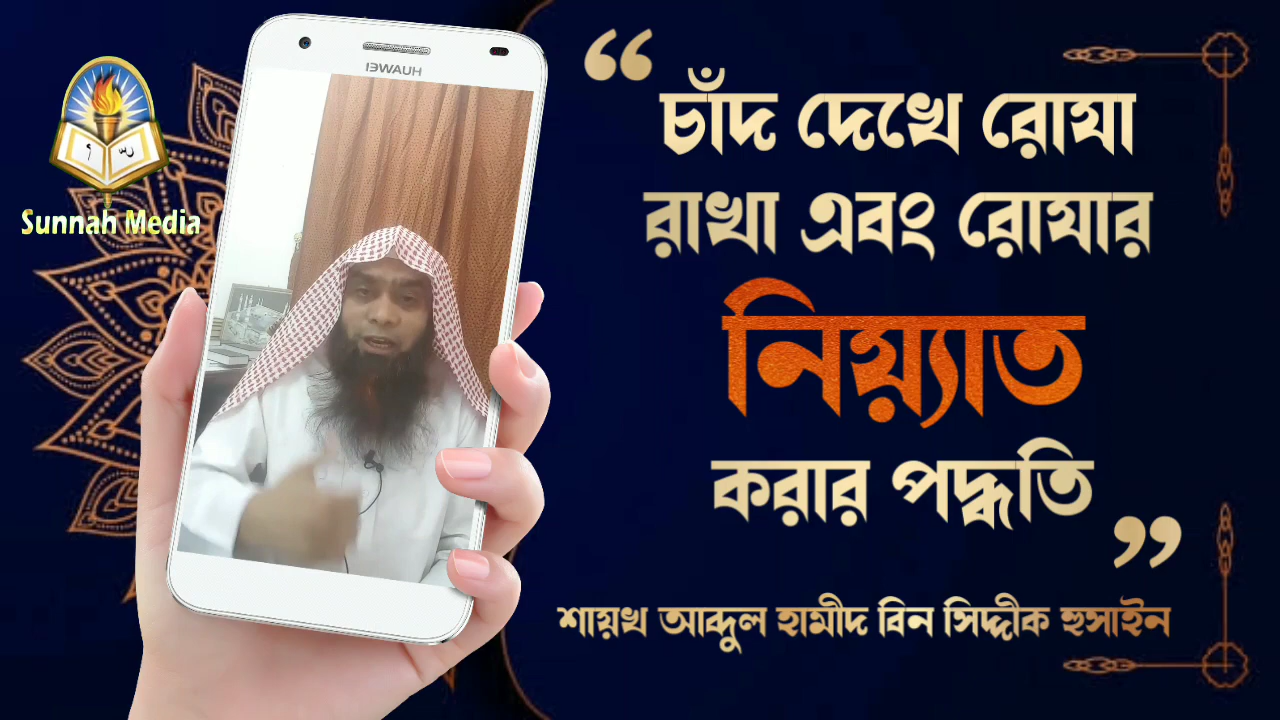 Sunnah Media
HUAWEI
“চাঁদ দেখে রোযা
রাখা এবং রোযার
নিয়্যাত
করার পদ্ধতি”
শায়খ আব্দুল হামীদ বিন সিদ্দীক হুসাইন